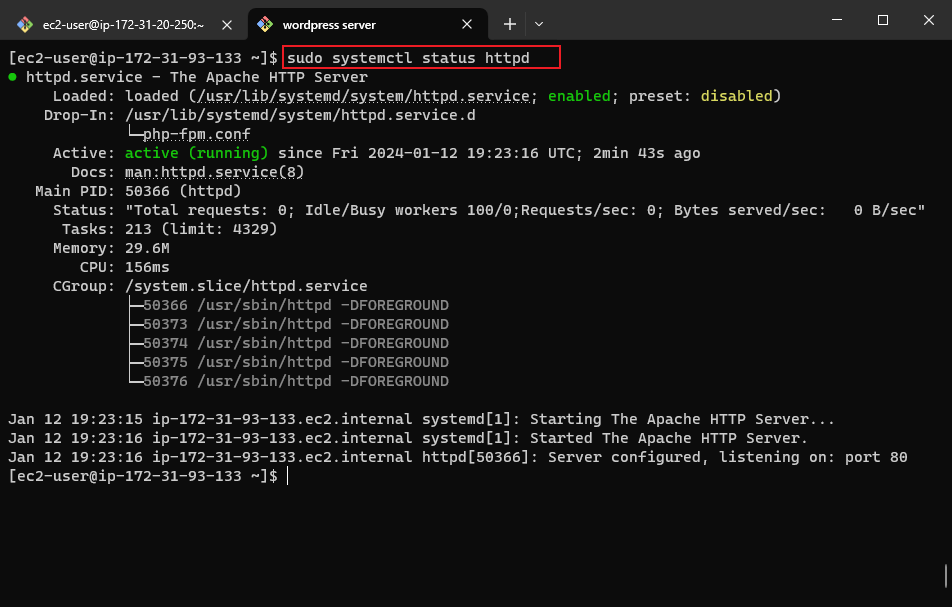 ec2-user@ip-172-31-20-250:~
wordpress server
[ec2-user@ip-172-31-93-133 ~]$ sudo systemctl status httpd
● httpd.service - The Apache HTTP Server
Loaded: loaded (/usr/lib/systemd/system/httpd.service; enabled; preset: disabled)
Drop-In: /usr/lib/systemd/system/httpd.service.d
└─php-fpm.conf
Active: active (running) since Fri 2024-01-12 19:23:16 UTC; 2min 43s ago
Docs: man:httpd.service(8)
Main PID: 50366 (httpd)
Status: "Total requests: 0; Idle/Busy workers 100/0;Requests/sec: 0; Bytes served/sec:   0 B/sec"
Tasks: 213 (limit: 4329)
Memory: 29.6M
CPU: 156ms
CGroup: /system.slice/httpd.service
├─50366 /usr/sbin/httpd -DFOREGROUND
├─50373 /usr/sbin/httpd -DFOREGROUND
├─50374 /usr/sbin/httpd -DFOREGROUND
├─50375 /usr/sbin/httpd -DFOREGROUND
└─50376 /usr/sbin/httpd -DFOREGROUND
Jan 12 19:23:15 ip-172-31-93-133.ec2.internal systemd[1]: Starting The Apache HTTP Server...
Jan 12 19:23:16 ip-172-31-93-133.ec2.internal systemd[1]: Started The Apache HTTP Server.
Jan 12 19:23:16 ip-172-31-93-133.ec2.internal httpd[50366]: Server configured, listening on: port 80
[ec2-user@ip-172-31-93-133 ~]$